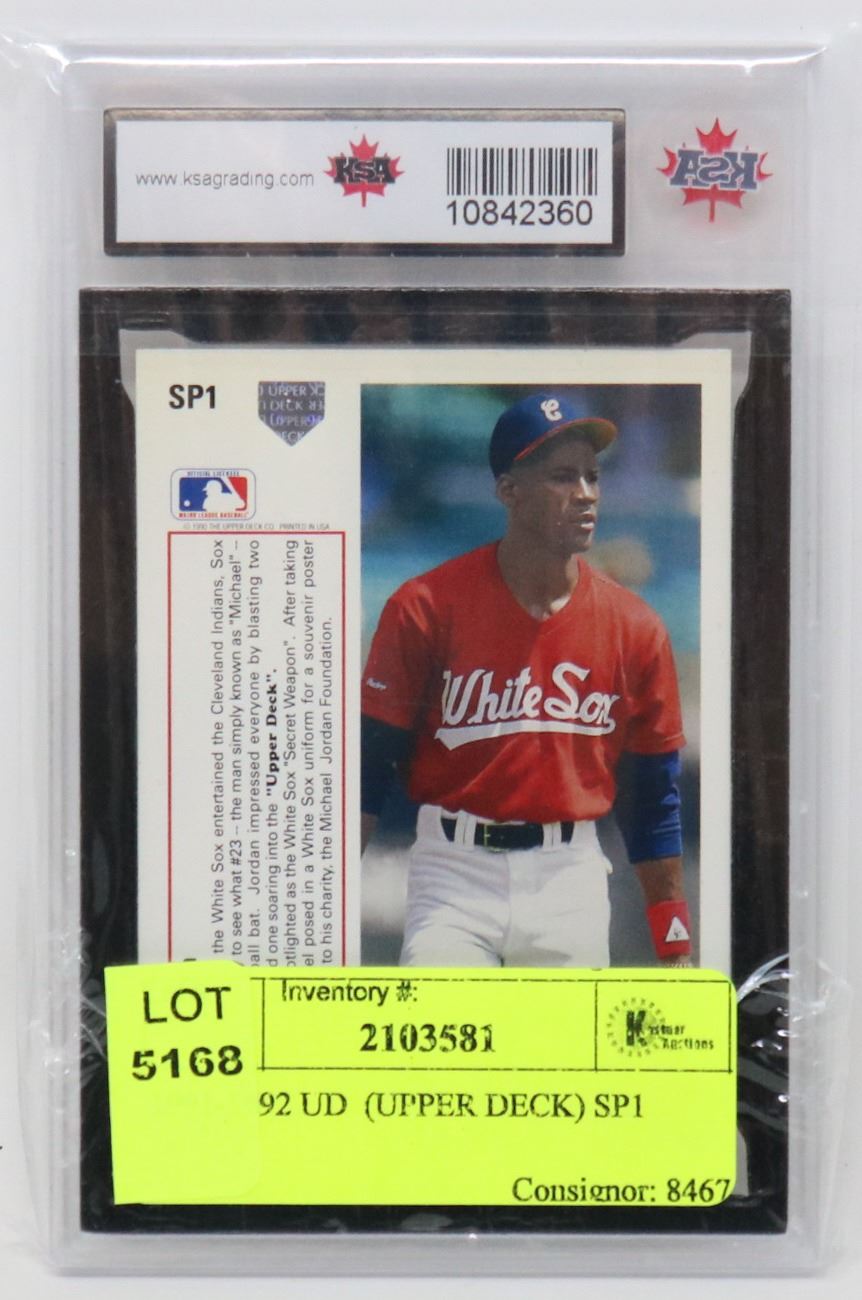 www.ksagrading.com
KSA
10842360
KSA
SP1
UPPER
DECK
UPPER
DECK
OFFICIAL LICENSEE
MAJOR LEAGUE BASEBALL
© 1990 THE UPPER DECK CO. PRINTED IN USA
the White Sox entertained the Cleveland Indians, Sox
to see what #23 -- the man simply known as "Michael" --
ball bat. Jordan impressed everyone by blasting two
one soaring into the "Upper Deck".
as the White Sox "Secret Weapon". After taking
posed in a White Sox uniform for a souvenir poster
to his charity, the Michael Jordan Foundation.
C
White Sox
LOT
5168
Inventory #:
2103581
Kastner
Auctions
92 UD (UPPER DECK) SP1
Consignor: 8467